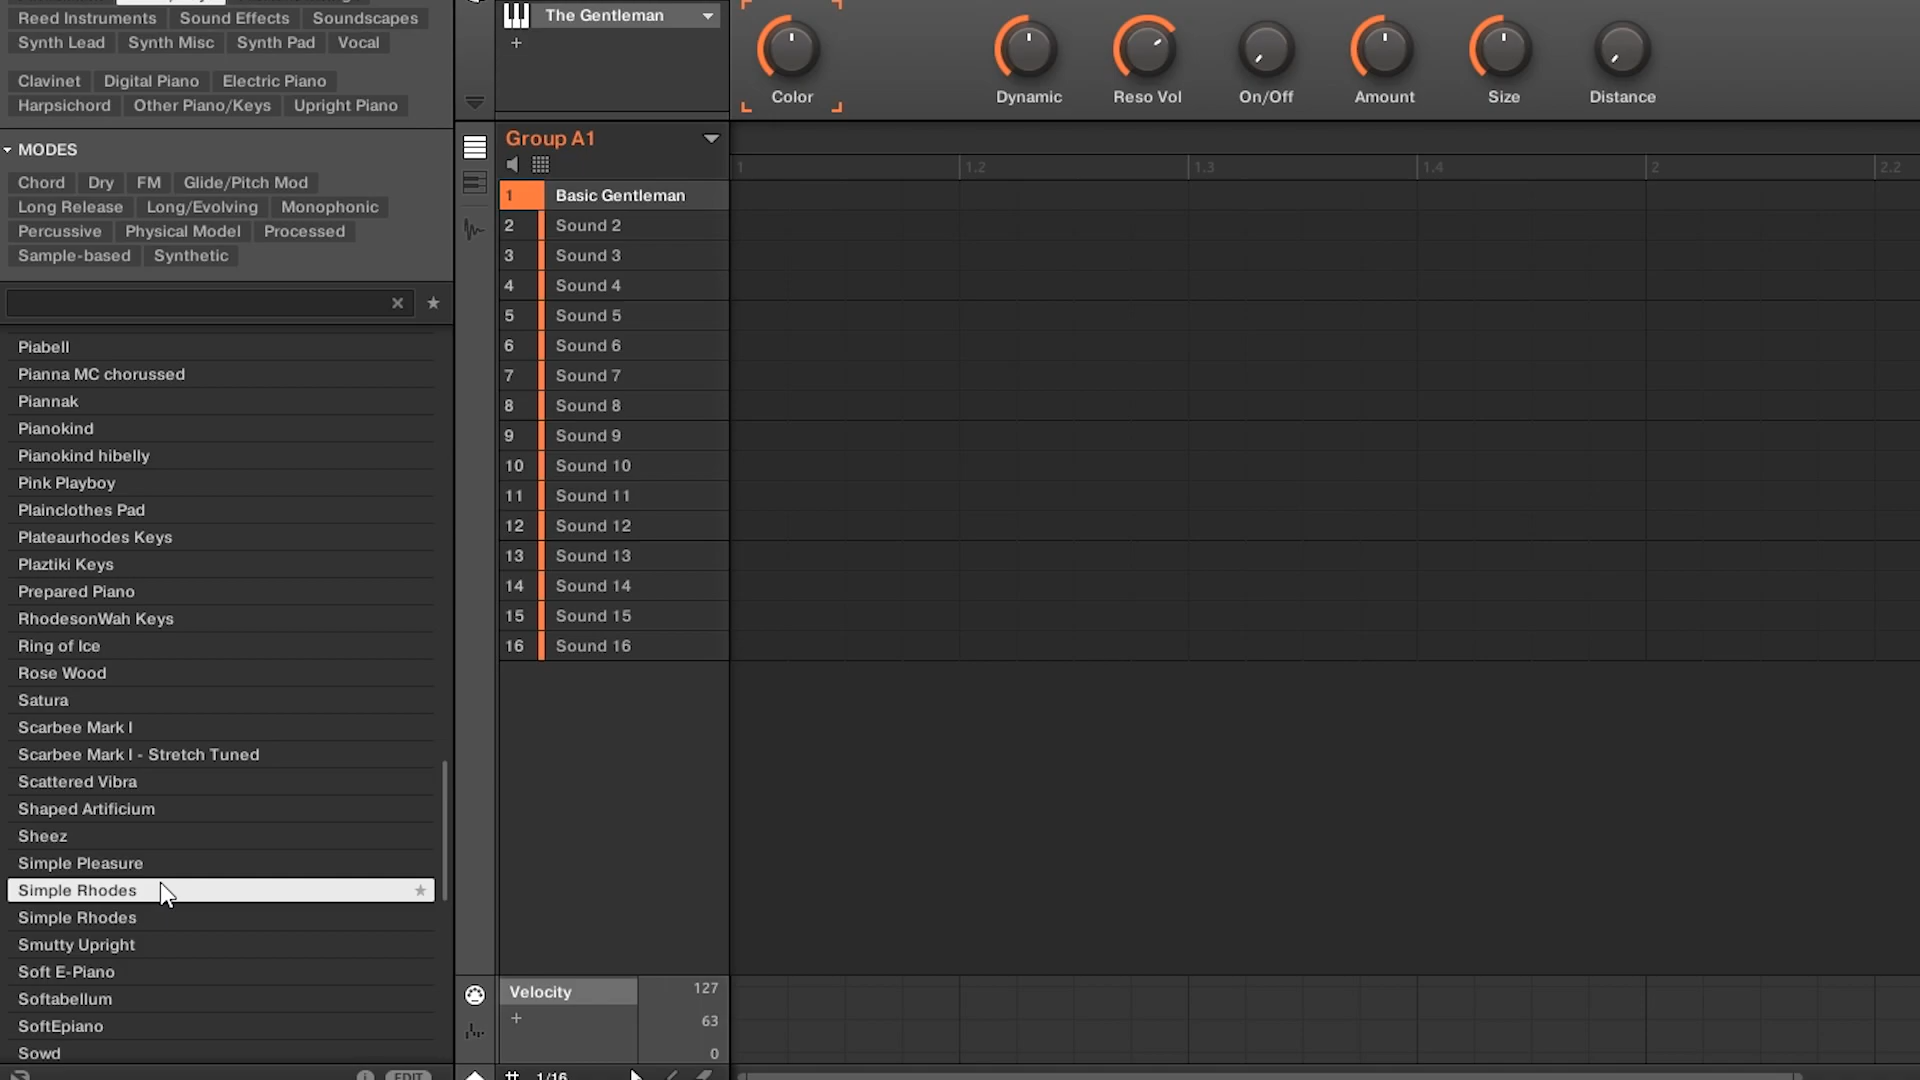 Reed Instruments Sound Effects Soundscapes
Synth Lead Synth Misc Synth Pad Vocal
Clavinet Digital Piano Electric Piano
Harpsichord Other Piano/Keys Upright Piano
MODES
Chord Dry FM Glide/Pitch Mod
Long Release Long/Evolving Monophonic
Percussive Physical Model Processed
Sample-based Synthetic
Piabell
Pianna MC chorussed
Piannak
Pianokind
Pianokind hibelly
Pink Playboy
Plainclothes Pad
Plateaurhodes Keys
Plaztiki Keys
Prepared Piano
RhodesonWah Keys
Ring of Ice
Rose Wood
Satura
Scarbee Mark I
Scarbee Mark I - Stretch Tuned
Scattered Vibra
Shaped Artificium
Sheez
Simple Pleasure
Simple Rhodes
Simple Rhodes
Smutty Upright
Soft E-Piano
Softabellum
SoftEpiano
Sowd
EDIT
The Gentleman
+
Color Dynamic Reso Vol On/Off Amount Size Distance
Group A1
1 1.2 1.3 1.4 2 2.2
1 Basic Gentleman
2 Sound 2
3 Sound 3
4 Sound 4
5 Sound 5
6 Sound 6
7 Sound 7
8 Sound 8
9 Sound 9
10 Sound 10
11 Sound 11
12 Sound 12
13 Sound 13
14 Sound 14
15 Sound 15
16 Sound 16
Velocity 127
+ 63
0
1/16